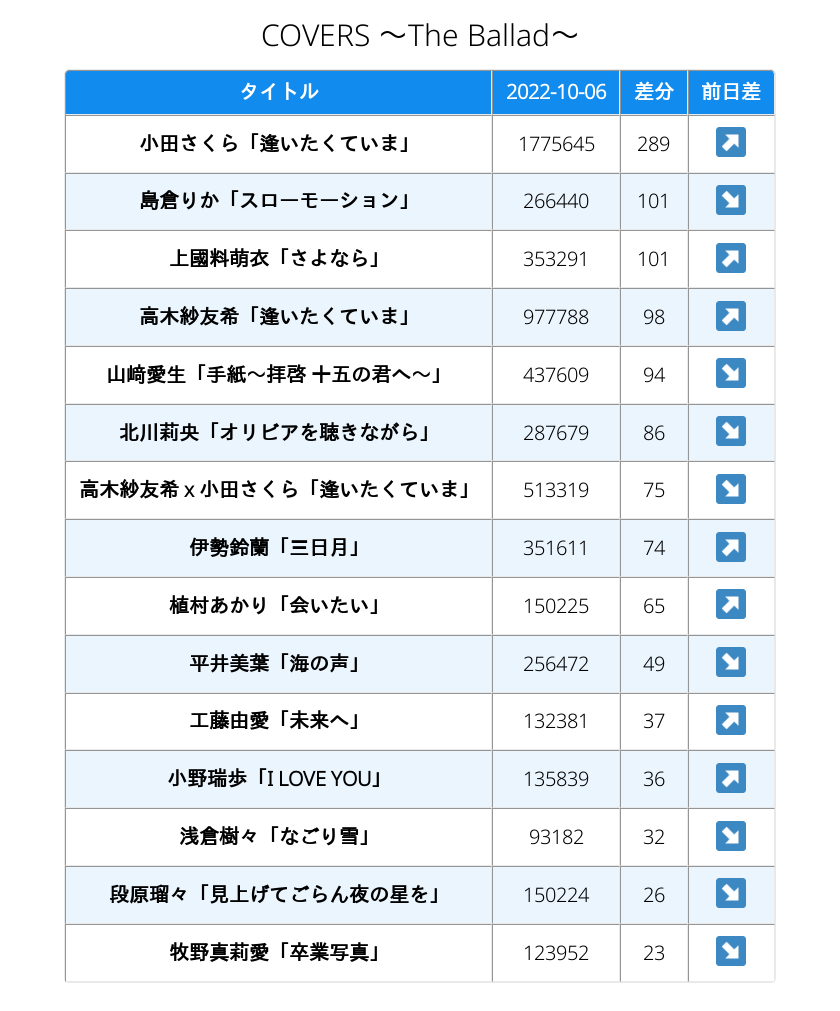 COVERS ～The Ballad～
タイトル 2022-10-06 差分 前日差
小田さくら「逢いたくていま」 1775645 289 ↗
島倉りか「スローモーション」 266440 101 ↘
上國料萌衣「さよなら」 353291 101 ↗
高木紗友希「逢いたくていま」 977788 98 ↗
山﨑愛生「手紙～拝啓 十五の君へ～」 437609 94 ↘
北川莉央「オリビアを聴きながら」 287679 86 ↘
高木紗友希 x 小田さくら「逢いたくていま」 513319 75 ↘
伊勢鈴蘭「三日月」 351611 74 ↗
植村あかり「会いたい」 150225 65 ↗
平井美葉「海の声」 256472 49 ↘
工藤由愛「未来へ」 132381 37 ↗
小野瑞歩「I LOVE YOU」 135839 36 ↗
浅倉樹々「なごり雪」 93182 32 ↘
段原瑠々「見上げてごらん夜の星を」 150224 26 ↘
牧野真莉愛「卒業写真」 123952 23 ↘